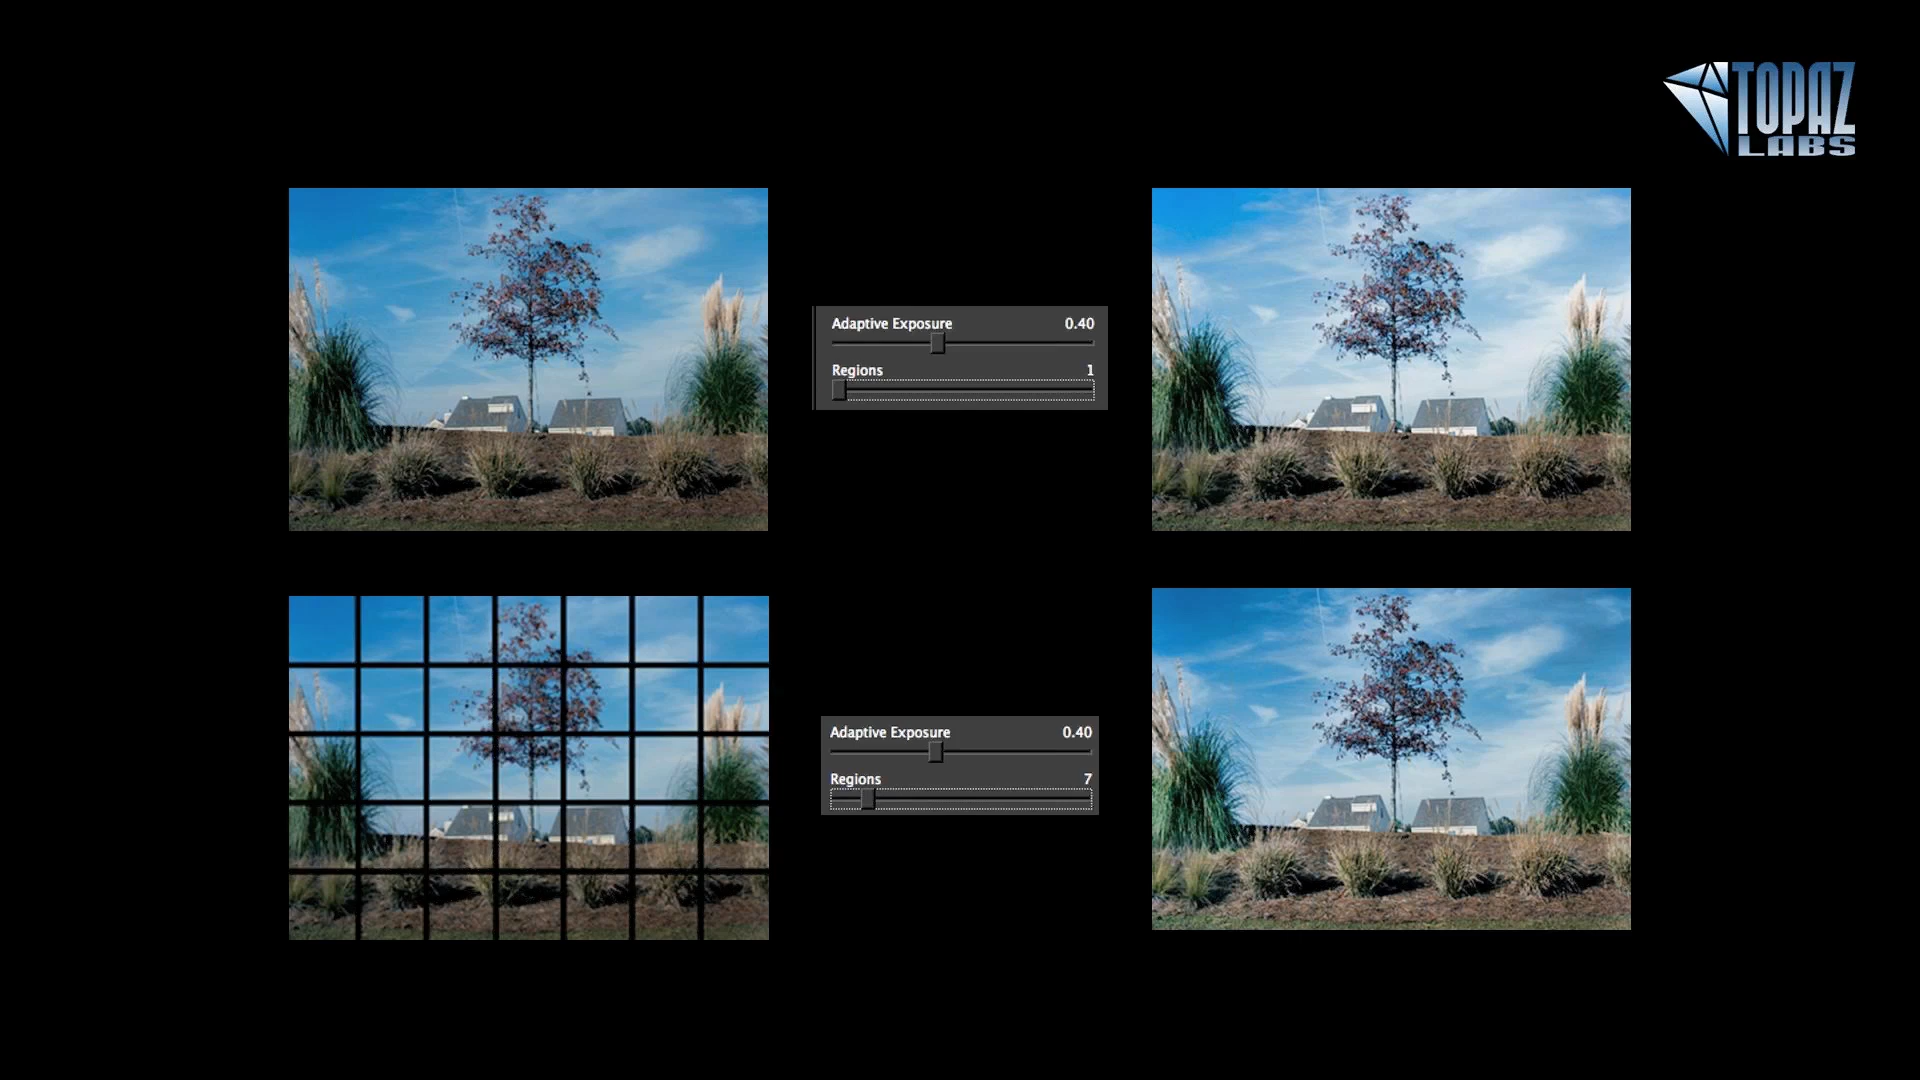 TOPAZ
LABS
Adaptive Exposure 0.40
Regions 1
Adaptive Exposure 0.40
Regions 7